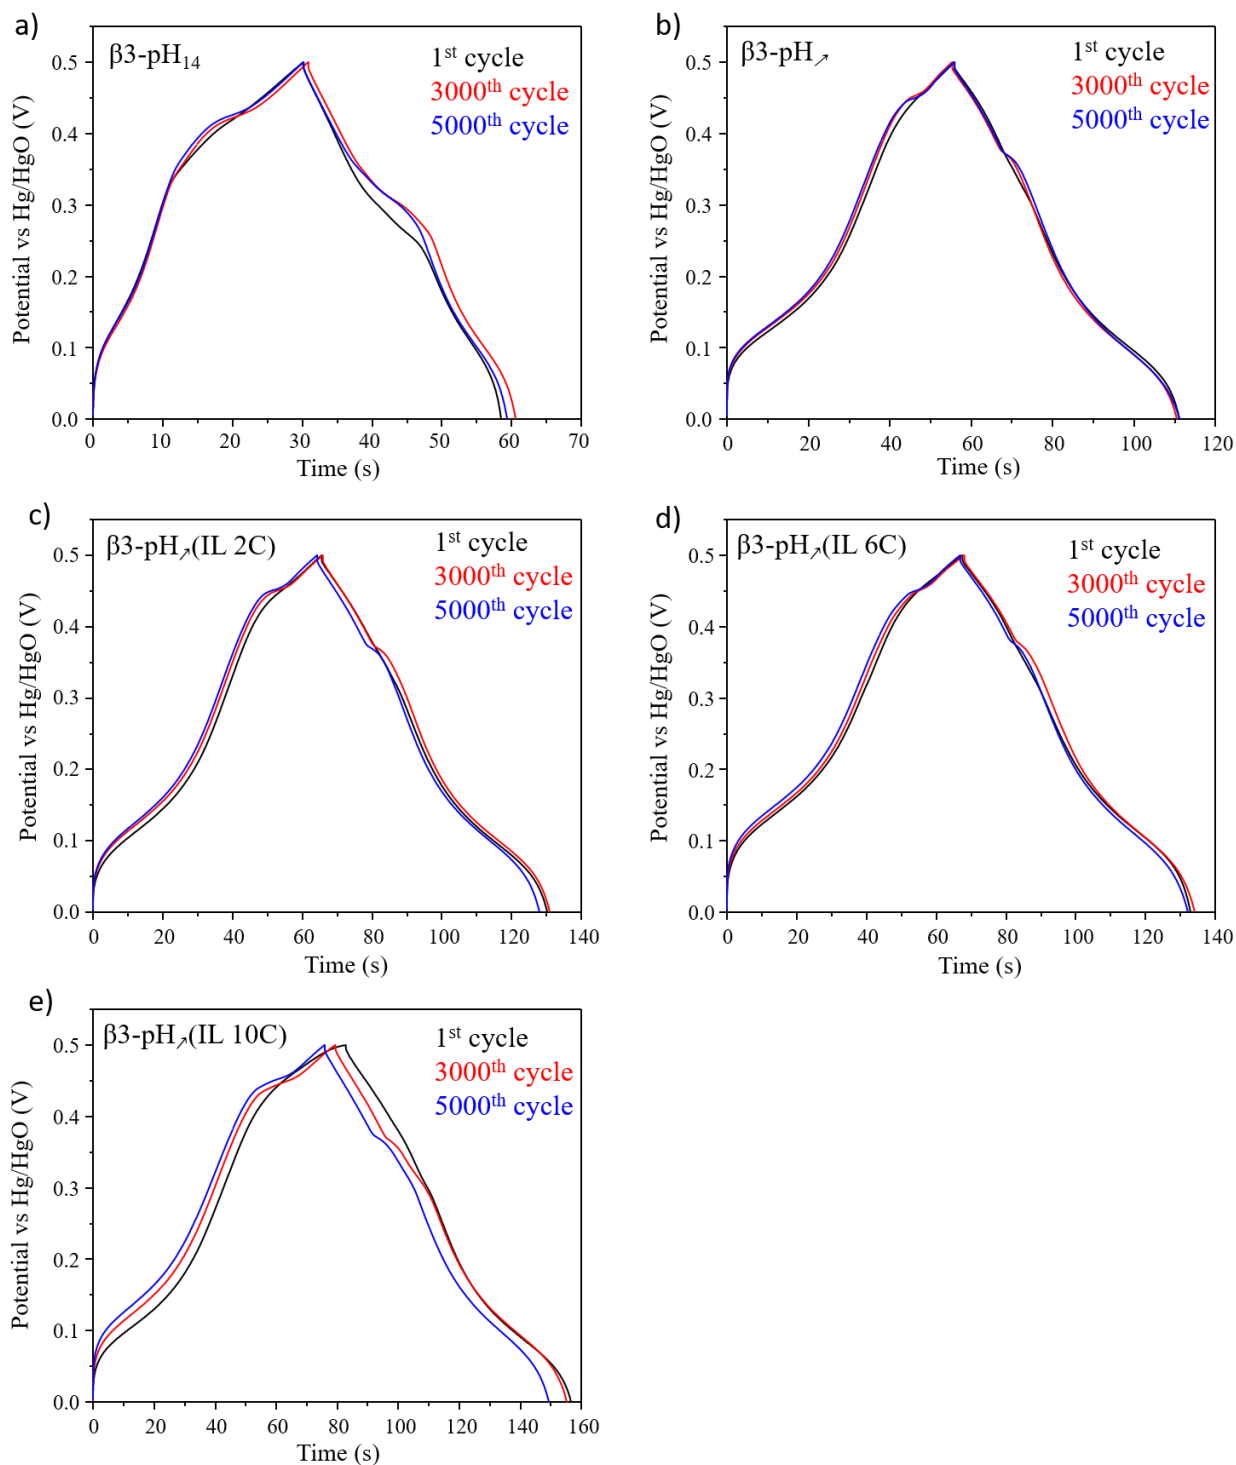 a)
β3-pH₁₄
1ˢᵗ cycle
3000ᵗʰ cycle
5000ᵗʰ cycle
Potential vs Hg/HgO (V)
0.5
0.4
0.3
0.2
0.1
0.0
0 10 20 30 40 50 60 70
Time (s)
b)
β3-pH↗
1ˢᵗ cycle
3000ᵗʰ cycle
5000ᵗʰ cycle
Potential vs Hg/HgO (V)
0.5
0.4
0.3
0.2
0.1
0.0
0 20 40 60 80 100 120
Time (s)
c)
β3-pH↗(IL 2C)
1ˢᵗ cycle
3000ᵗʰ cycle
5000ᵗʰ cycle
Potential vs Hg/HgO (V)
0.5
0.4
0.3
0.2
0.1
0.0
0 20 40 60 80 100 120 140
Time (s)
d)
β3-pH↗(IL 6C)
1ˢᵗ cycle
3000ᵗʰ cycle
5000ᵗʰ cycle
Potential vs Hg/HgO (V)
0.5
0.4
0.3
0.2
0.1
0.0
0 20 40 60 80 100 120 140
Time (s)
e)
β3-pH↗(IL 10C)
1ˢᵗ cycle
3000ᵗʰ cycle
5000ᵗʰ cycle
Potential vs Hg/HgO (V)
0.5
0.4
0.3
0.2
0.1
0.0
0 20 40 60 80 100 120 140 160
Time (s)